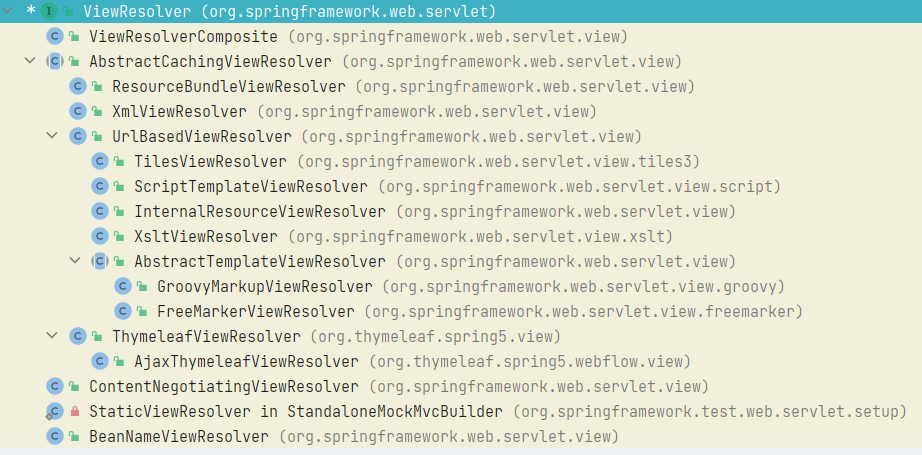 * I ViewResolver (org.springframework.web.servlet)
C ViewResolverComposite (org.springframework.web.servlet.view)
C AbstractCachingViewResolver (org.springframework.web.servlet.view)
C ResourceBundleViewResolver (org.springframework.web.servlet.view)
C XmlViewResolver (org.springframework.web.servlet.view)
C UrlBasedViewResolver (org.springframework.web.servlet.view)
C TilesViewResolver (org.springframework.web.servlet.view.tiles3)
C ScriptTemplateViewResolver (org.springframework.web.servlet.view.script)
C InternalResourceViewResolver (org.springframework.web.servlet.view)
C XsltViewResolver (org.springframework.web.servlet.view.xslt)
C AbstractTemplateViewResolver (org.springframework.web.servlet.view)
C GroovyMarkupViewResolver (org.springframework.web.servlet.view.groovy)
C FreeMarkerViewResolver (org.springframework.web.servlet.view.freemarker)
C ThymeleafViewResolver (org.thymeleaf.spring5.view)
C AjaxThymeleafViewResolver (org.thymeleaf.spring5.webflow.view)
C ContentNegotiatingViewResolver (org.springframework.web.servlet.view)
C StaticViewResolver in StandaloneMockMvcBuilder (org.springframework.test.web.servlet.setup)
C BeanNameViewResolver (org.springframework.web.servlet.view)